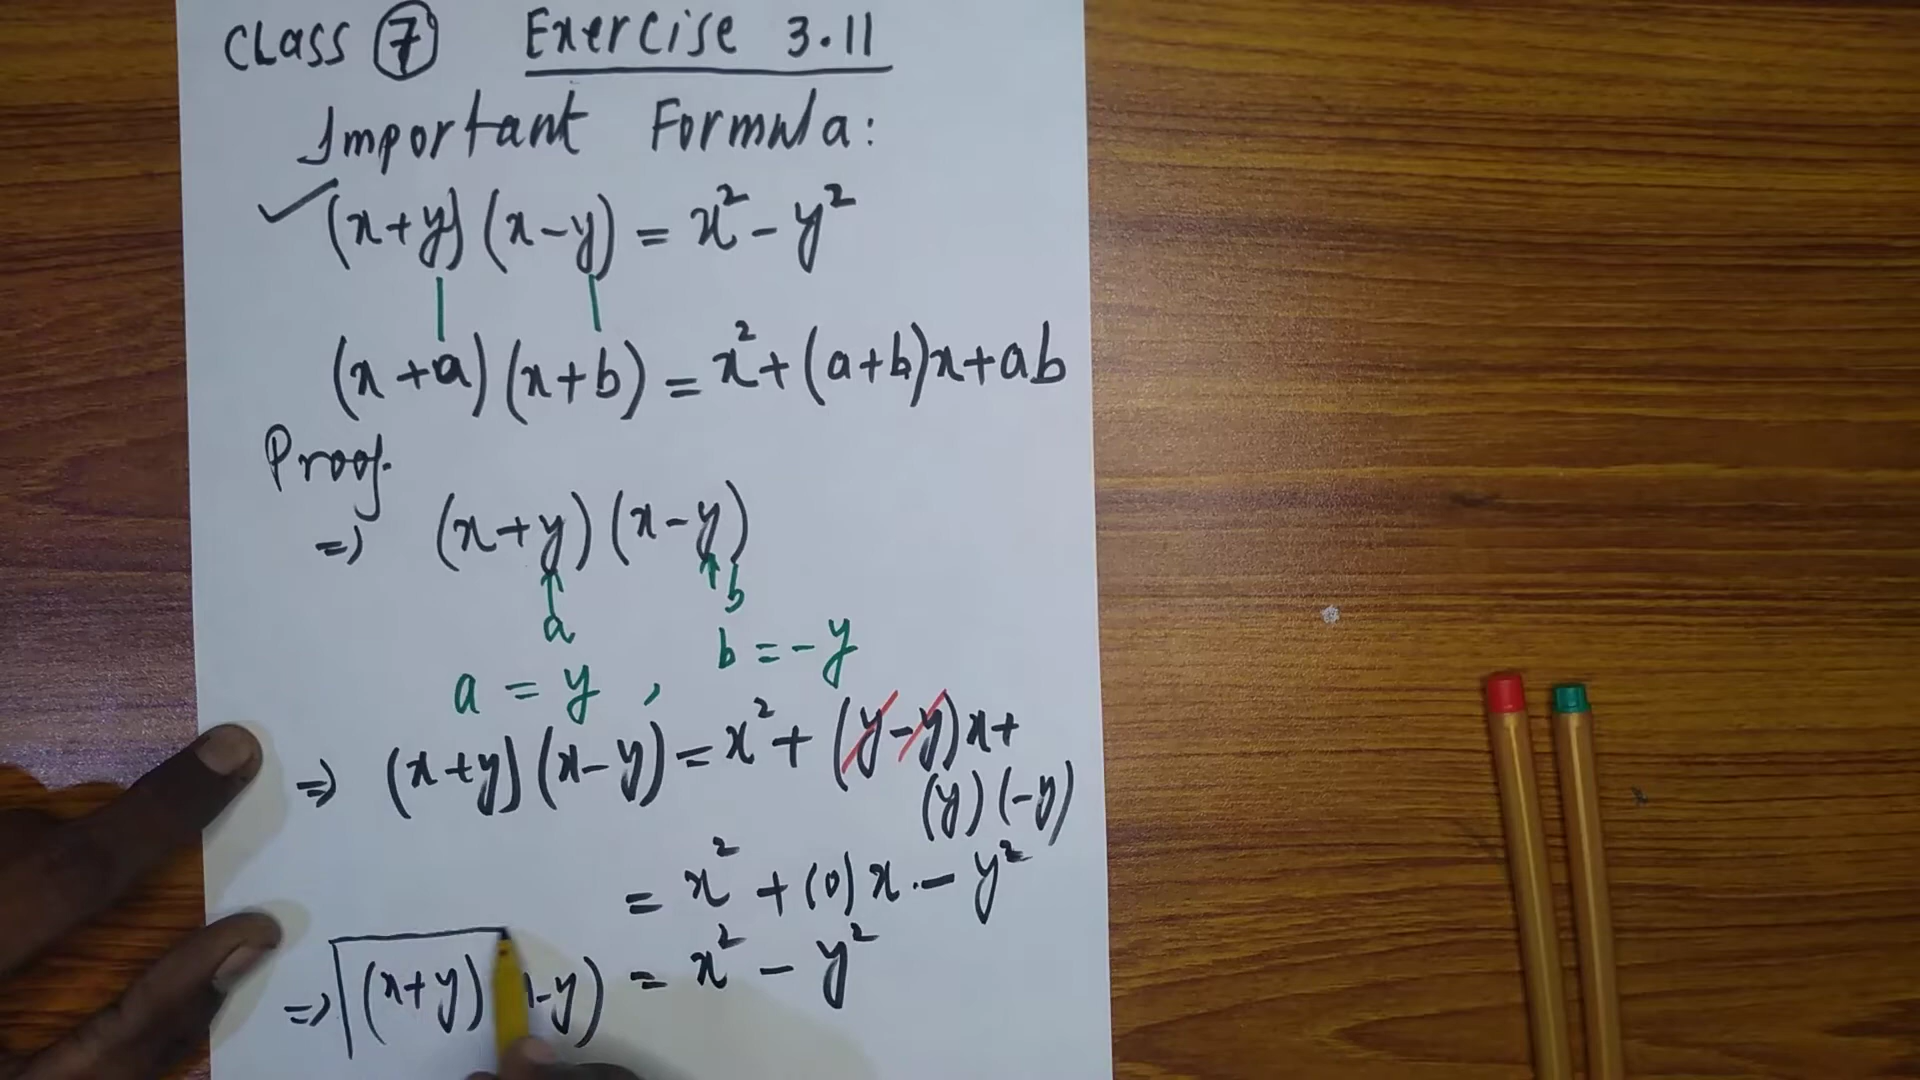 CLASS 7 Exercise 3.11
Important Formula:
✓ (x+y)(x-y) = x² - y²
(x+a)(x+b) = x² + (a+b)x + ab
Proof.
=> (x+y)(x-y)
a b
b = -y
a = y ,
=> (x+y)(x-y) = x² + (y-y)x +
(y)(-y)
= x² + (0)x - y²
=> (x+y) -y) = x² - y²